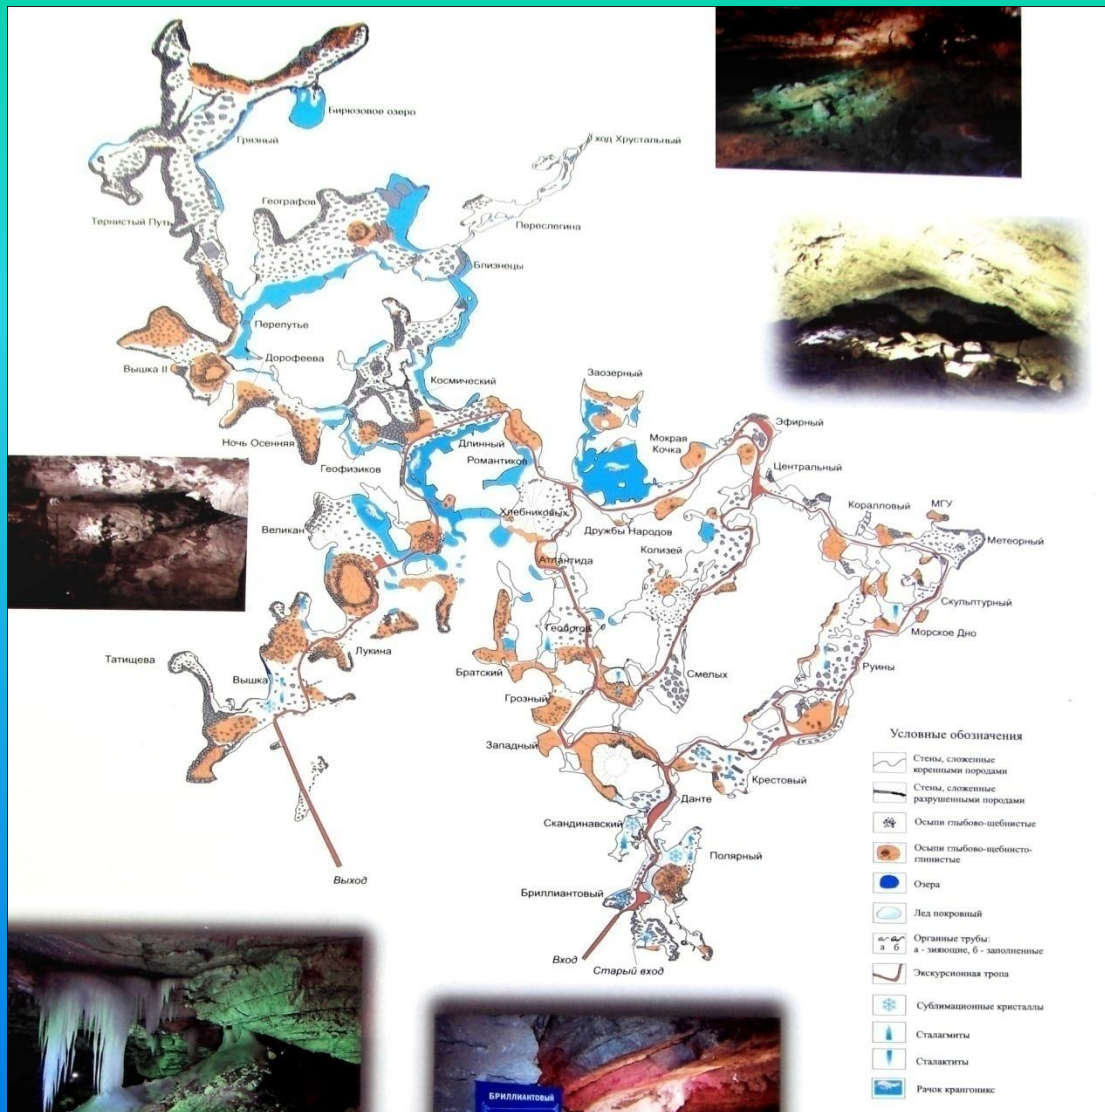 Бирюзовое озеро
Грязный
ход Хрустальный
Географов
Тернистый Путь
Переслегина
Близнецы
Перепутье
Дорофеева
Вышка II
Космический
Заозерный
Ночь Осенняя
Длинный
Мокрая
Кочка
Эфирный
Геофизиков
Романтиков
Центральный
Хлебниковых
Коралловый
МГУ
Великан
Дружбы Народов
Метеорный
Колизей
Атлантида
Скульптурный
Геологов
Морское Дно
Лукина
Татищева
Братский
Руины
Вышка
Смелых
Грозный
Западный
Крестовый
Данте
Скандинавский
Полярный
Выход
Бриллиантовый
Вход
Старый вход
Условные обозначения
Стены, сложенные
коренными породами
Стены, сложенные
разрушенными породами
Осыпи глыбово-щебнистые
Осыпи глыбово-щебнисто-
глинистые
Озера
Лед покровный
Органные трубы:
а б
а - зияющие, б - заполненные
Экскурсионная тропа
Сублимационные кристаллы
Сталагмиты
Сталактиты
Рачок крангоникс
БРИЛЛИАНТОВЫЙ